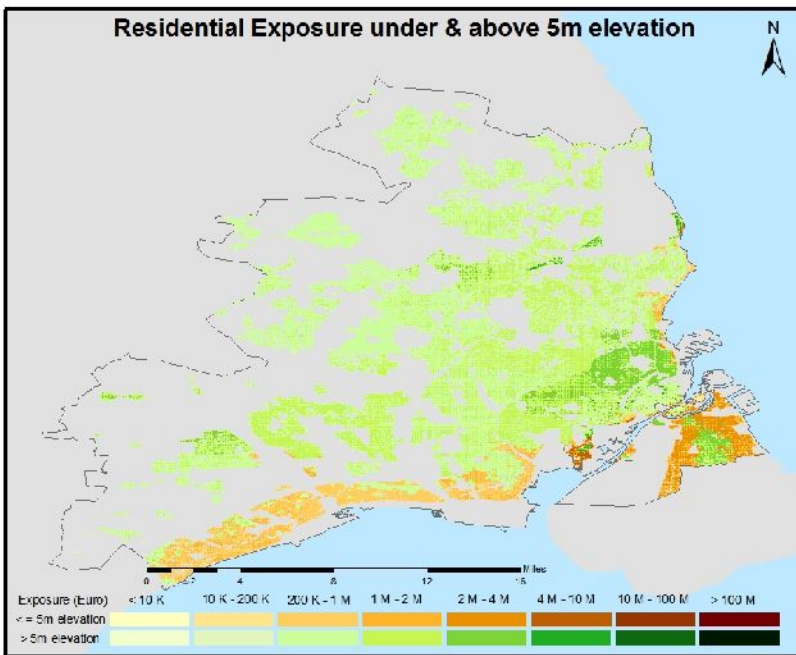 Residential Exposure under & above 5m elevation
N
Miles
0 2 4 8 12 16
Exposure (Euro) < 10 K 10 K - 200 K 200 K - 1 M 1 M - 2 M 2 M - 4 M 4 M - 10 M 10 M - 100 M > 100 M
< = 5m elevation
> 5m elevation